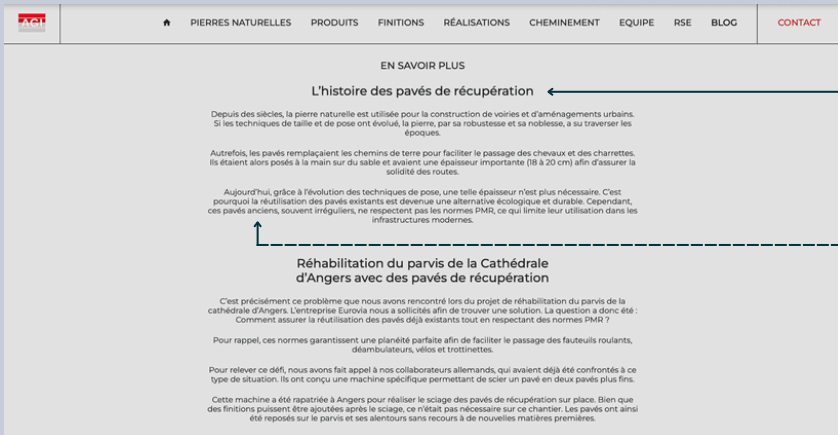 AGI
PIERRES NATURELLES PRODUITS FINITIONS RÉALISATIONS CHEMINEMENT EQUIPE RSE BLOG CONTACT
EN SAVOIR PLUS
L'histoire des pavés de récupération
Depuis des siècles, la pierre naturelle est utilisée pour la construction de voiries et d'aménagements urbains.
Si les techniques de taille et de pose ont évolué, la pierre, par sa robustesse et sa noblesse, a su traverser les
époques.
Autrefois, les pavés remplaçaient les chemins de terre pour faciliter le passage des chevaux et des charrettes.
Ils étaient alors posés à la main sur du sable et avaient une épaisseur importante (18 à 20 cm) afin d'assurer la
solidité des routes.
Aujourd'hui, grâce à l'évolution des techniques de pose, une telle épaisseur n'est plus nécessaire. C'est
pourquoi la réutilisation des pavés existants est devenue une alternative écologique et durable. Cependant,
ces pavés anciens, souvent irréguliers, ne respectent pas les normes PMR, ce qui limite leur utilisation dans les
infrastructures modernes.
Réhabilitation du parvis de la Cathédrale
d'Angers avec des pavés de récupération
C'est précisément ce problème que nous avons rencontré lors du projet de réhabilitation du parvis de la
cathédrale d'Angers. L'entreprise Eurovia nous a sollicités afin de trouver une solution. La question a donc été :
Comment assurer la réutilisation des pavés déjà existants tout en respectant des normes PMR ?
Pour rappel, ces normes garantissent une planéité parfaite afin de faciliter le passage des fauteuils roulants,
déambulateurs, vélos et trottinettes.
Pour relever ce défi, nous avons fait appel à nos collaborateurs allemands, qui avaient déjà été confrontés à ce
type de situation. Ils ont conçu une machine spécifique permettant de scier un pavé en deux pavés plus fins.
Cette machine a été rapatriée à Angers pour réaliser le sciage des pavés de récupération sur place. Bien que
des finitions puissent être ajoutées après le sciage, ce n'était pas nécessaire sur ce chantier. Les pavés ont ainsi
été reposés sur le parvis et ses alentours sans recours à de nouvelles matières premières.